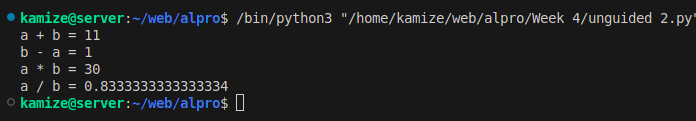 kamize@server:~/web/alpro$ /bin/python3 "/home/kamize/web/alpro/Week 4/unguided 2.py"
a + b = 11
b - a = 1
a * b = 30
a / b = 0.8333333333333334
kamize@server:~/web/alpro$